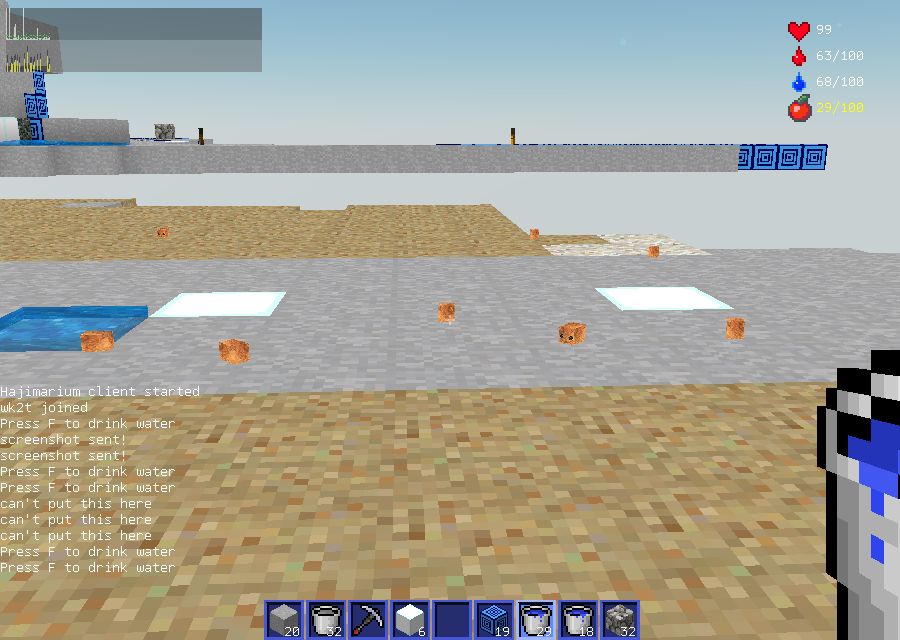 99
63/100
68/100
29/100
Hajimarium client started
wk2t joined
Press F to drink water
screenshot sent!
screenshot sent!
Press F to drink water
Press F to drink water
can't put this here
can't put this here
can't put this here
Press F to drink water
Press F to drink water
20 32 6 19 29 18 32